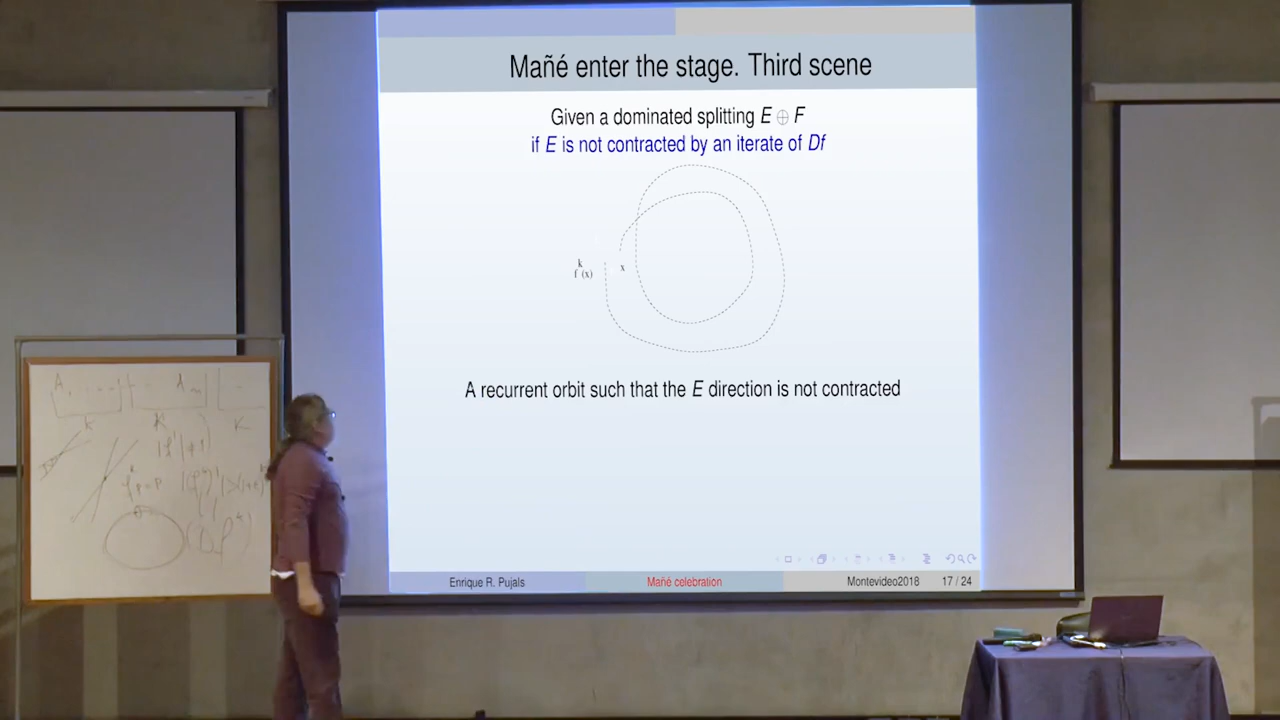 Mañé enter the stage. Third scene
Given a dominated splitting E ⊕ F
if E is not contracted by an iterate of Df
k
f (x)
x
A recurrent orbit such that the E direction is not contracted
Enrique R. Pujals
Mañé celebration
Montevideo2018
17 / 24
A
λ
K
K
K